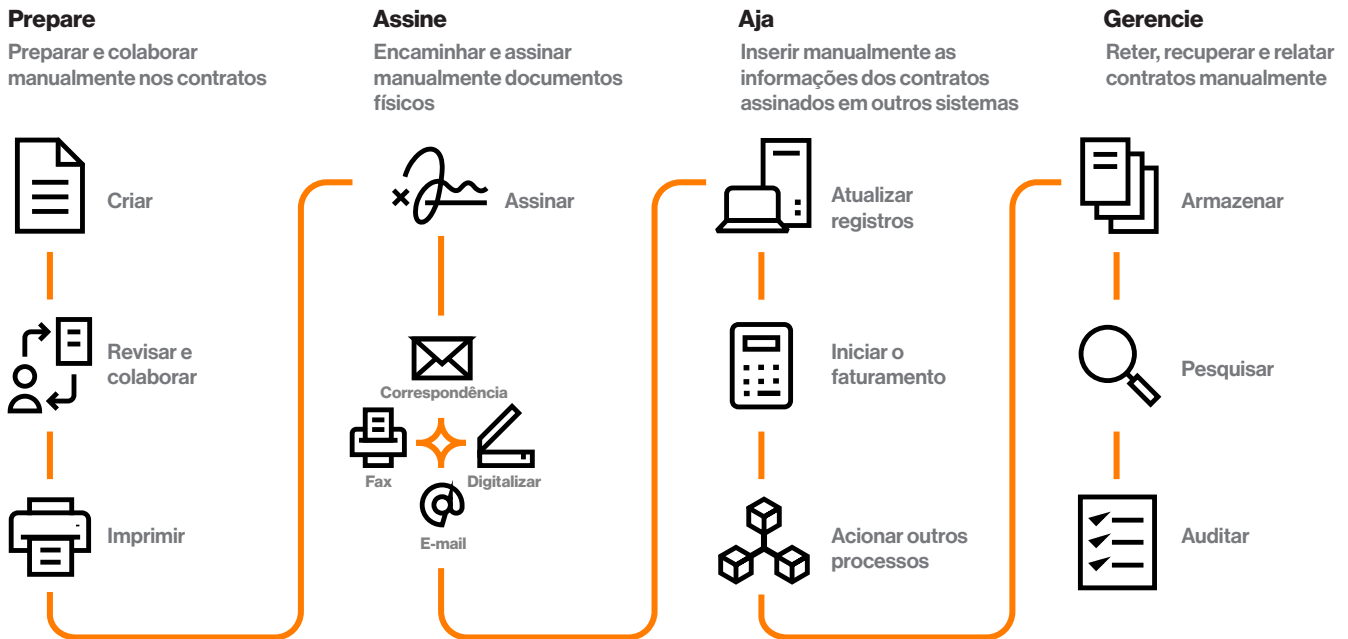 Prepare
Preparar e colaborar
manualmente nos contratos
Criar
Revisar e
colaborar
Imprimir
Assine
Encaminhar e assinar
manualmente documentos
físicos
Assinar
Correspondência
Fax
Digitalizar
E-mail
Aja
Inserir manualmente as
informações dos contratos
assinados em outros sistemas
Atualizar
registros
Iniciar o
faturamento
Acionar outros
processos
Gerencie
Reter, recuperar e relatar
contratos manualmente
Armazenar
Pesquisar
Auditar